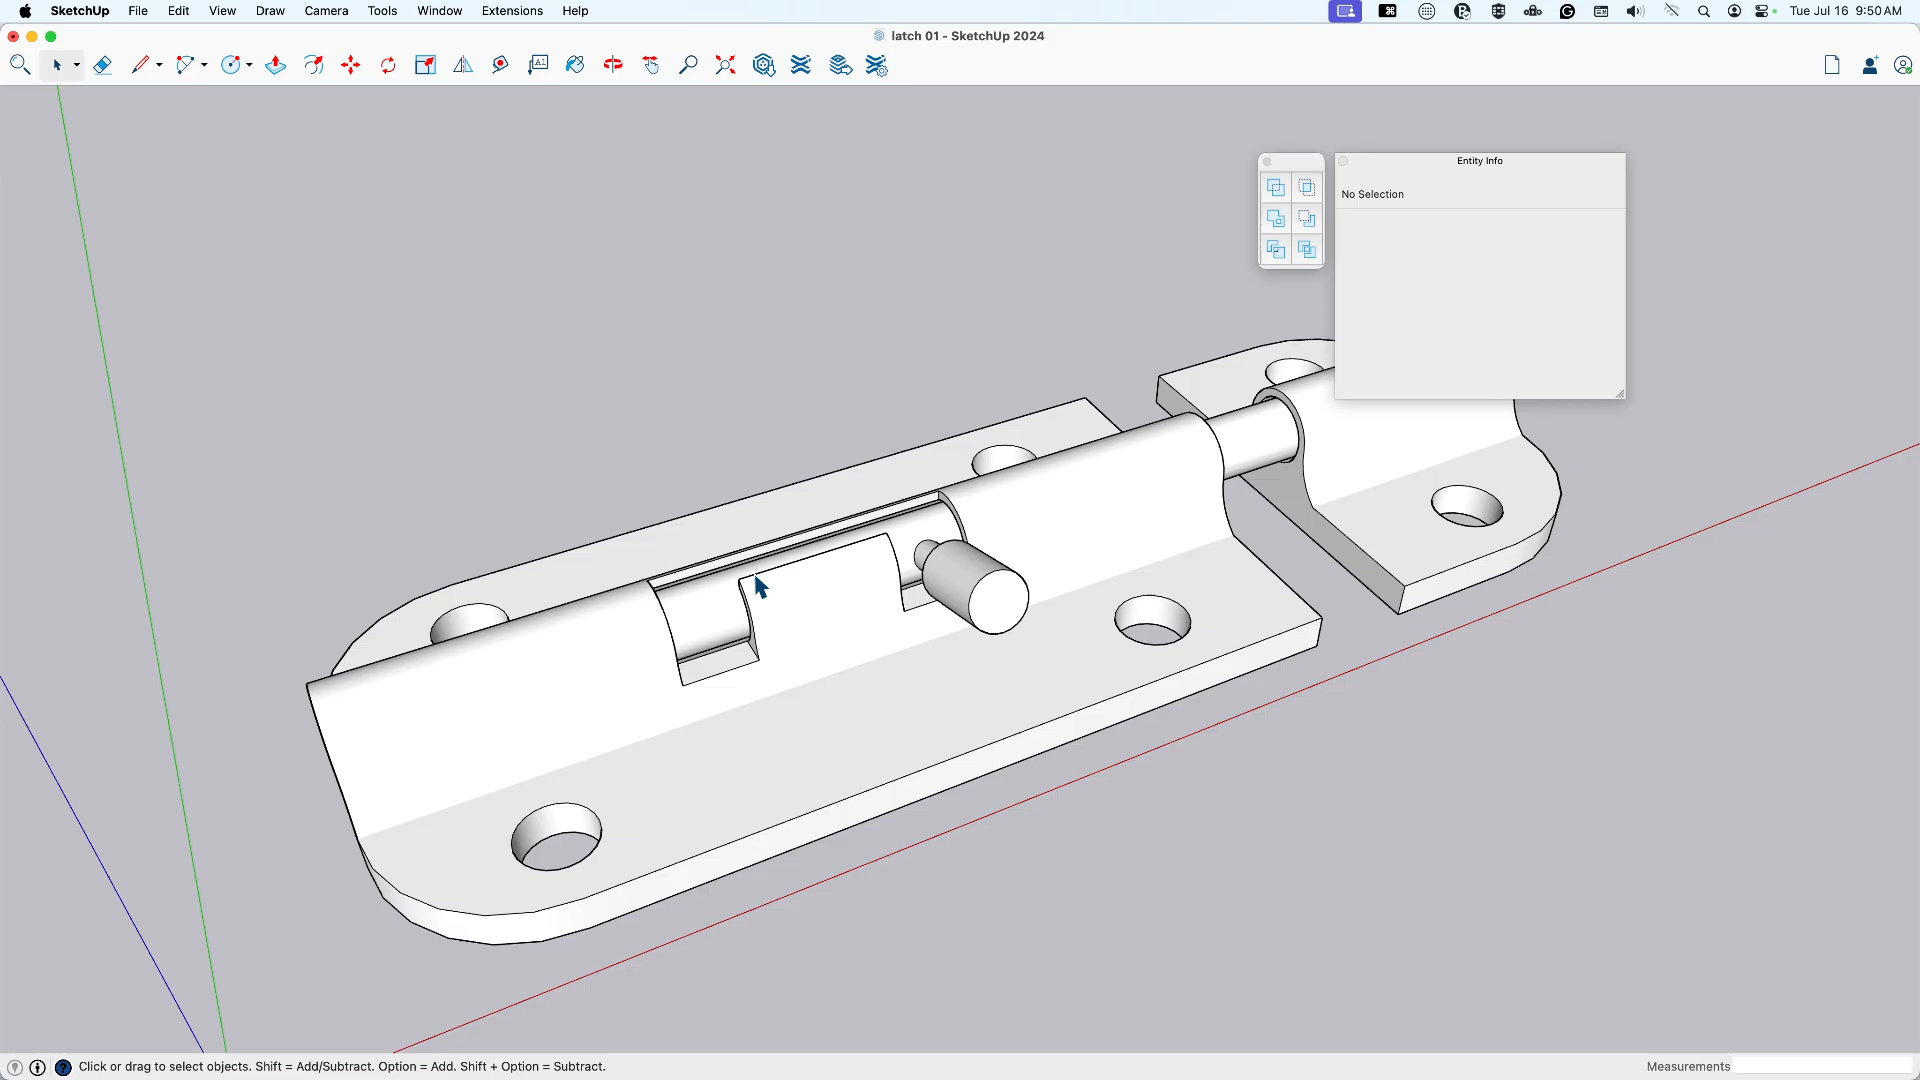 SketchUp File Edit View Draw Camera Tools Window Extensions Help Tue Jul 16 9:50 AM
latch 01 - SketchUp 2024
A1
Entity Info
No Selection
Click or drag to select objects. Shift = Add/Subtract. Option = Add. Shift + Option = Subtract.
Measurements